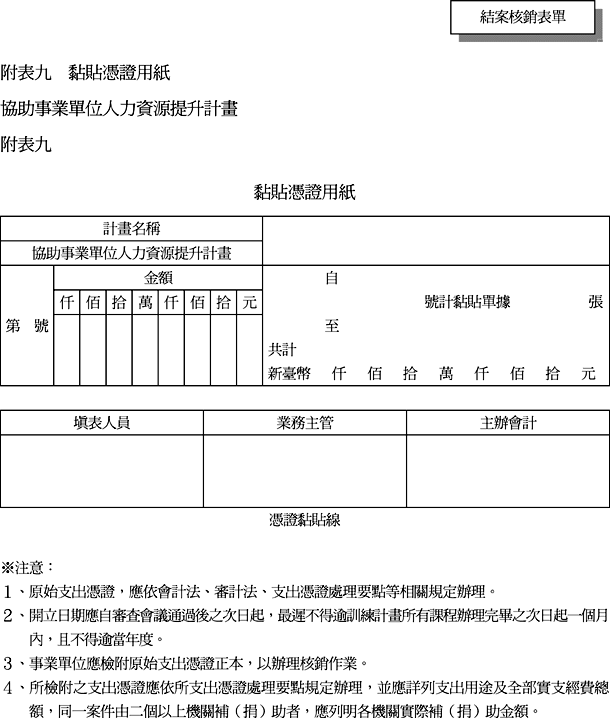 結案核銷表單
附表九　黏貼憑證用紙
協助事業單位人力資源提升計畫
附表九
黏貼憑證用紙
計畫名稱
協助事業單位人力資源提升計畫
第　號
金額
仟 佰 拾 萬 仟 佰 拾 元
自
號計黏貼單據　張
至
共計
新臺幣　仟　佰　拾　萬　仟　佰　拾　元
填表人員　業務主管　主辦會計
憑證黏貼線
※注意：
１、原始支出憑證，應依會計法、審計法、支出憑證處理要點等相關規定辦理。
２、開立日期應自審查會議通過後之次日起，最遲不得逾訓練計畫所有課程辦理完畢之次日起一個月
內，且不得逾當年度。
３、事業單位應檢附原始支出憑證正本，以辦理核銷作業。
４、所檢附之支出憑證應依所支出憑證處理要點規定辦理，並應詳列支出用途及全部實支經費總
額，同一案件由二個以上機關補（捐）助者，應列明各機關實際補（捐）助金額。